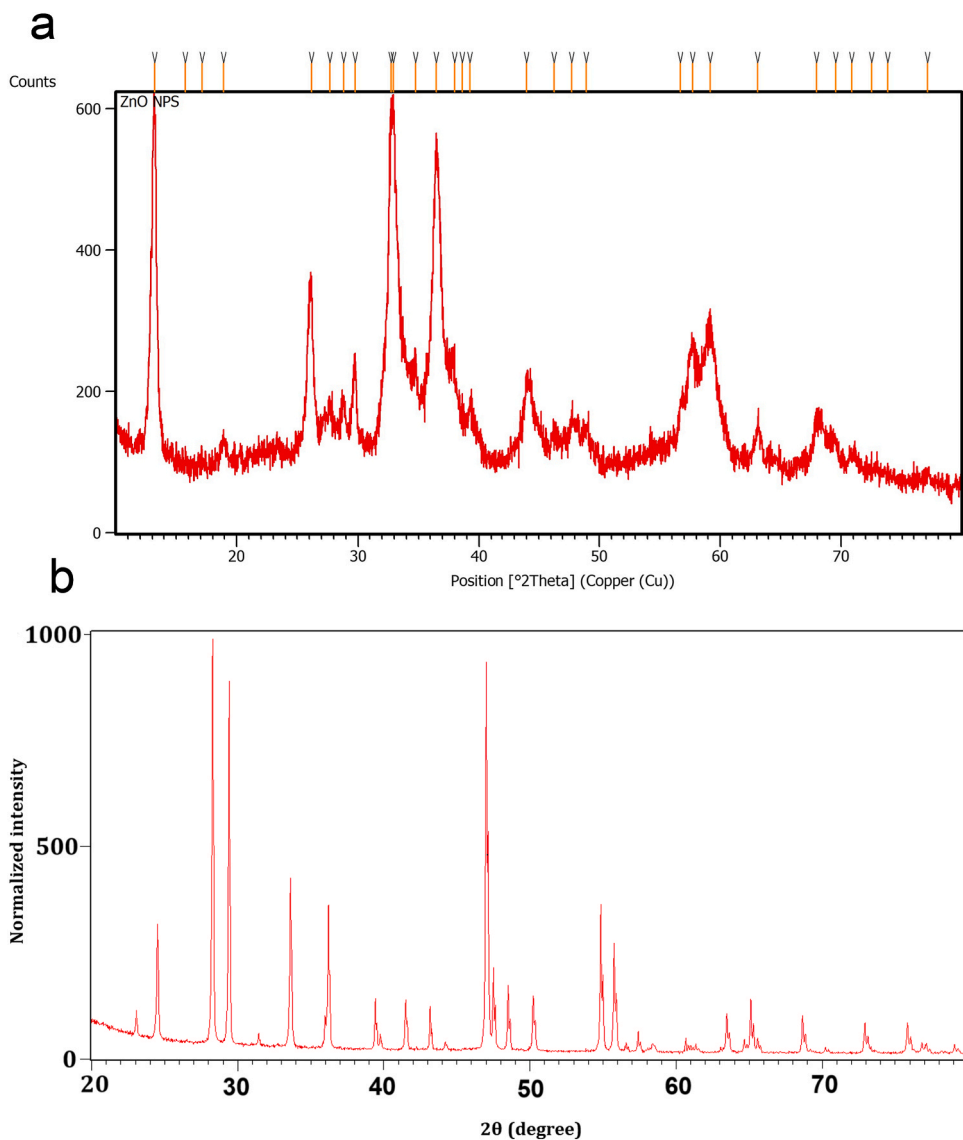 a
Counts
ZnO NPS
600
400
200
0
20 30 40 50 60 70
Position [°2Theta] (Copper (Cu))
b
1000
500
0
Normalized intensity
20 30 40 50 60 70
2θ (degree)